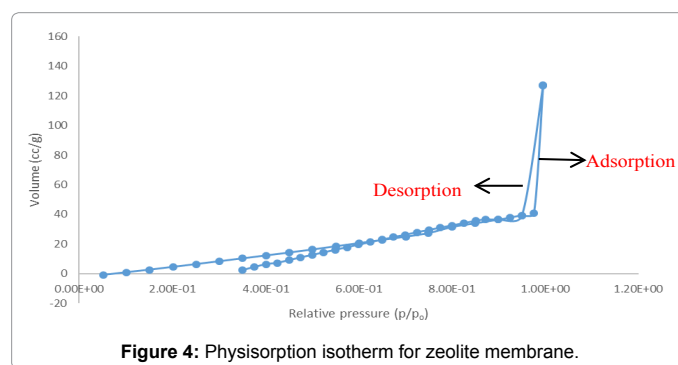 160
140
120
100
80
60
40
20
0
-20
Volume (cc/g)
Desorption
Adsorption
0.00E+00 2.00E-01 4.00E-01 6.00E-01 8.00E-01 1.00E+00 1.20E+00
Relative pressure (p/p₀)
Figure 4: Physisorption isotherm for zeolite membrane.